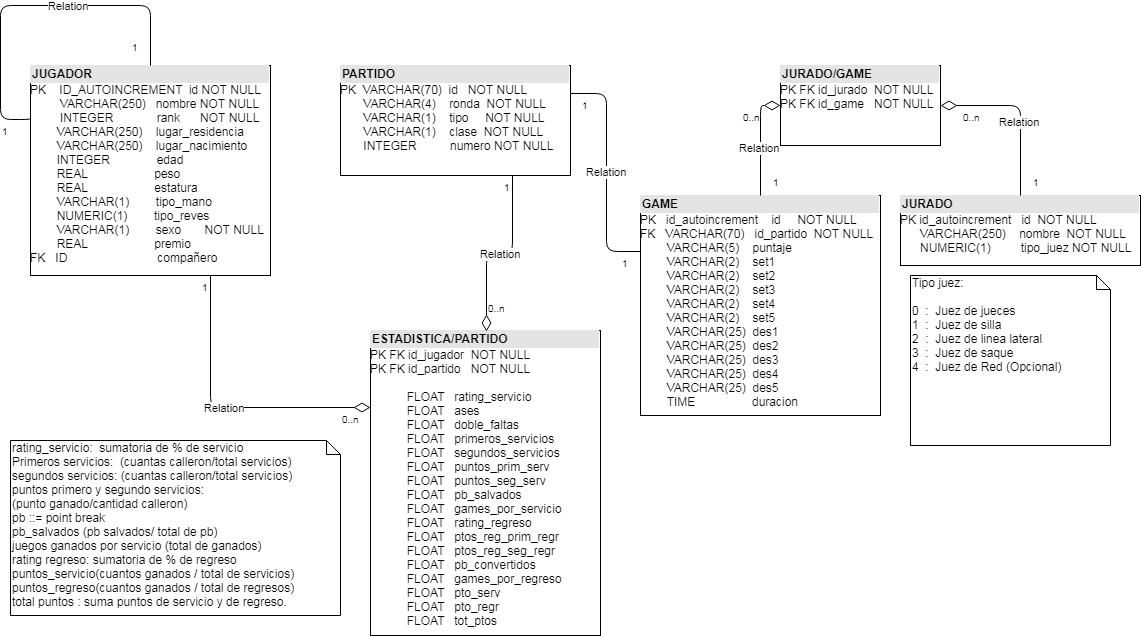 Relation
1
1
JUGADOR
PK ID_AUTOINCREMENT id NOT NULL
VARCHAR(250) nombre NOT NULL
INTEGER rank NOT NULL
VARCHAR(250) lugar_residencia
VARCHAR(250) lugar_nacimiento
INTEGER edad
REAL peso
REAL estatura
VARCHAR(1) tipo_mano
NUMERIC(1) tipo_reves
VARCHAR(1) sexo NOT NULL
REAL premio
FK ID compañero
1
Relation
0..n
PARTIDO
PK VARCHAR(70) id NOT NULL
VARCHAR(4) ronda NOT NULL
VARCHAR(1) tipo NOT NULL
VARCHAR(1) clase NOT NULL
INTEGER numero NOT NULL
1
Relation
1
1
Relation
0..n
JURADO/GAME
PK FK id_jurado NOT NULL
PK FK id_game NOT NULL
0..n
Relation
1
0..n
Relation
1
GAME
PK id_autoincrement id NOT NULL
FK VARCHAR(70) id_partido NOT NULL
VARCHAR(5) puntaje
VARCHAR(2) set1
VARCHAR(2) set2
VARCHAR(2) set3
VARCHAR(2) set4
VARCHAR(2) set5
VARCHAR(25) des1
VARCHAR(25) des2
VARCHAR(25) des3
VARCHAR(25) des4
VARCHAR(25) des5
TIME duracion
JURADO
PK id_autoincrement id NOT NULL
VARCHAR(250) nombre NOT NULL
NUMERIC(1) tipo_juez NOT NULL
Tipo juez:
0 : Juez de jueces
1 : Juez de silla
2 : Juez de linea lateral
3 : Juez de saque
4 : Juez de Red (Opcional)
ESTADISTICA/PARTIDO
PK FK id_jugador NOT NULL
PK FK id_partido NOT NULL
FLOAT rating_servicio
FLOAT ases
FLOAT doble_faltas
FLOAT primeros_servicios
FLOAT segundos_servicios
FLOAT puntos_prim_serv
FLOAT puntos_seg_serv
FLOAT pb_salvados
FLOAT games_por_servicio
FLOAT rating_regreso
FLOAT ptos_reg_prim_regr
FLOAT ptos_reg_seg_regr
FLOAT pb_convertidos
FLOAT games_por_regreso
FLOAT pto_serv
FLOAT pto_regr
FLOAT tot_ptos
rating_servicio: sumatoria de % de servicio
Primeros servicios: (cuantas calleron/total servicios)
segundos servicios: (cuantas calleron/total servicios)
puntos primero y segundo servicios:
(punto ganado/cantidad calleron)
pb ::= point break
pb_salvados (pb salvados/ total de pb)
juegos ganados por servicio (total de ganados)
rating regreso: sumatoria de % de regreso
puntos_servicio(cuantos ganados / total de servicios)
puntos_regreso(cuantos ganados / total de regresos)
total puntos : suma puntos de servicio y de regreso.